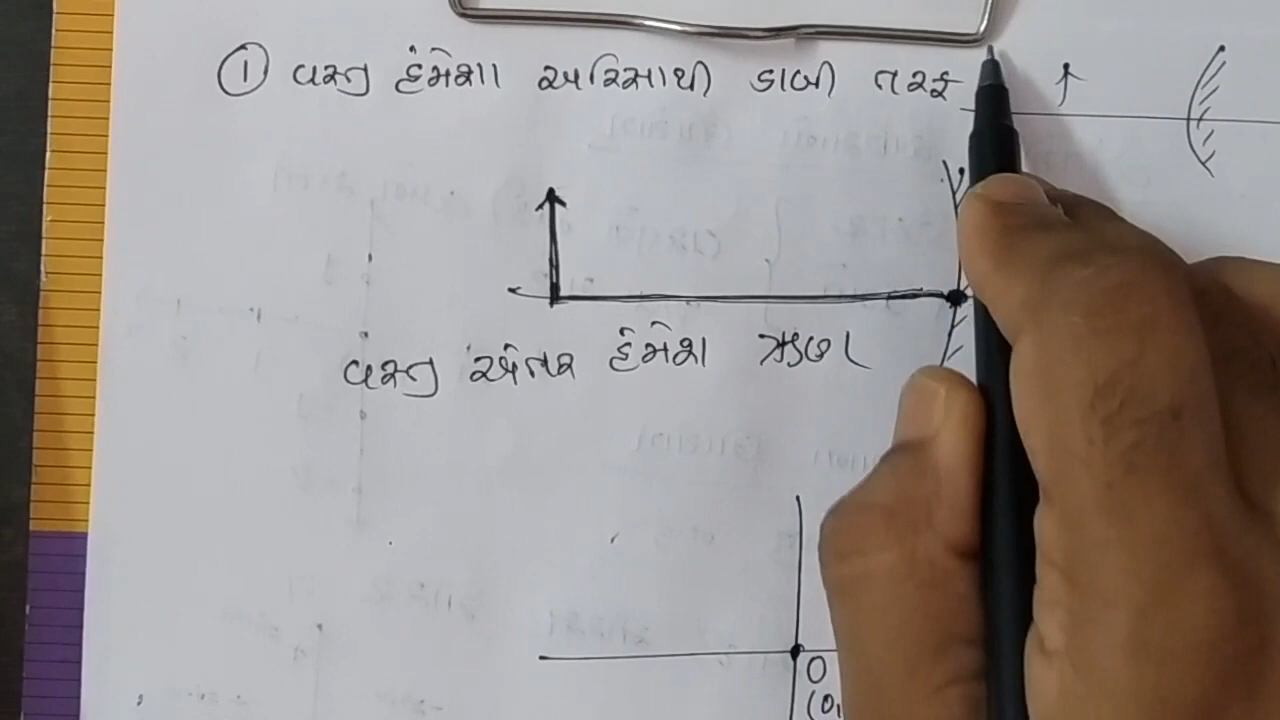 ① વસ્તુ હંમેશા અરિસાથી ડાબી તરફ
વસ્તુ અંતર હંમેશા ઋણ
O
(0,